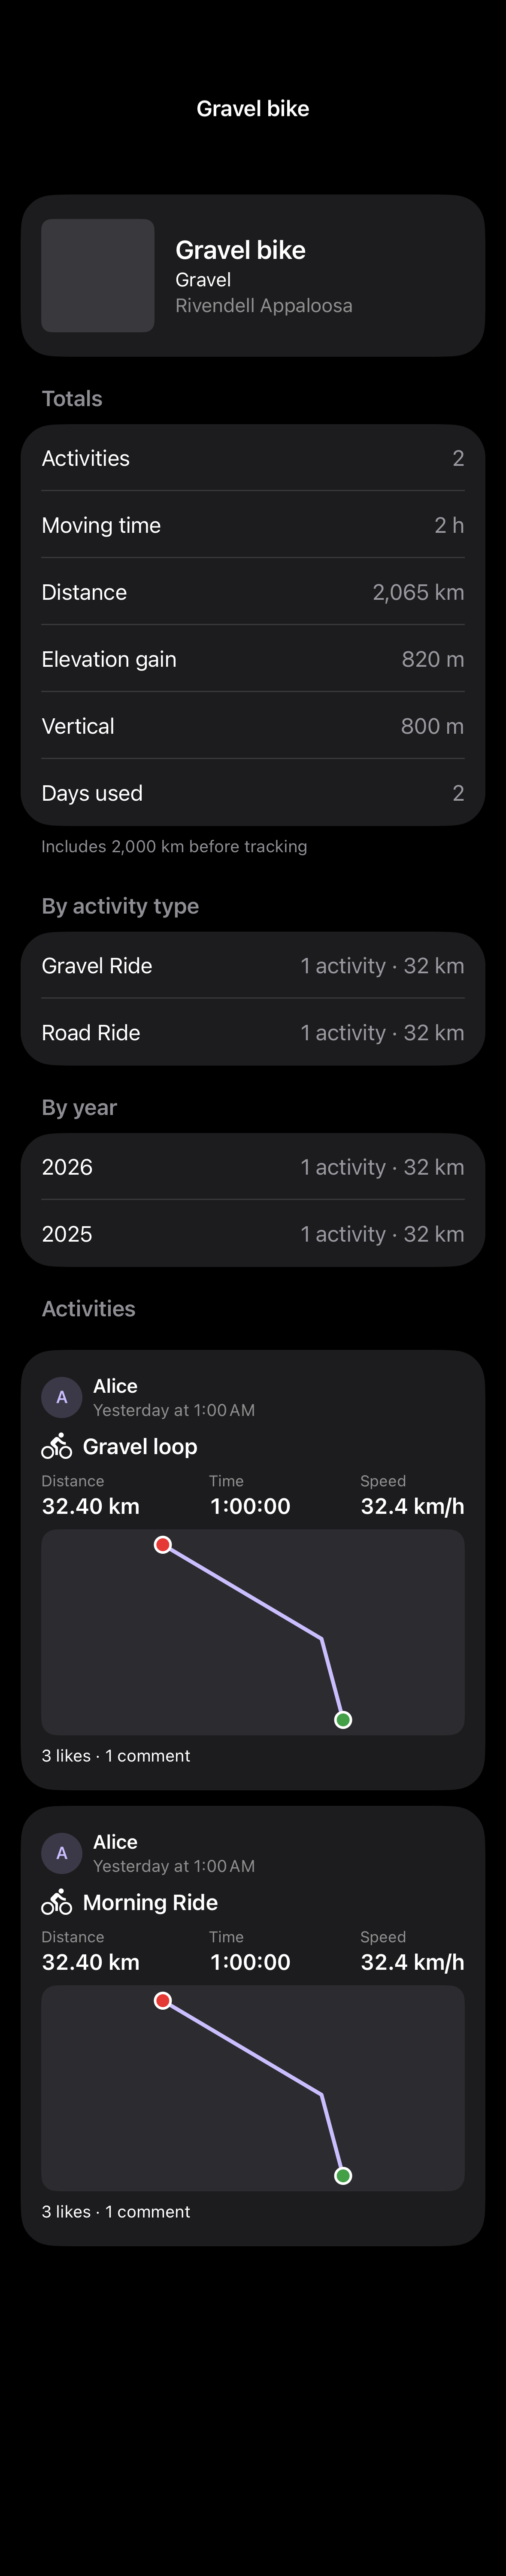 Gravel bike
Gravel bike
Gravel
Rivendell Appaloosa
Totals
Activities 2
Moving time 2 h
Distance 2,065 km
Elevation gain 820 m
Vertical 800 m
Days used 2
Includes 2,000 km before tracking
By activity type
Gravel Ride 1 activity · 32 km
Road Ride 1 activity · 32 km
By year
2026 1 activity · 32 km
2025 1 activity · 32 km
Activities
A Alice
Yesterday at 1:00 AM
Gravel loop
Distance Time Speed
32.40 km 1:00:00 32.4 km/h
3 likes · 1 comment
A Alice
Yesterday at 1:00 AM
Morning Ride
Distance Time Speed
32.40 km 1:00:00 32.4 km/h
3 likes · 1 comment